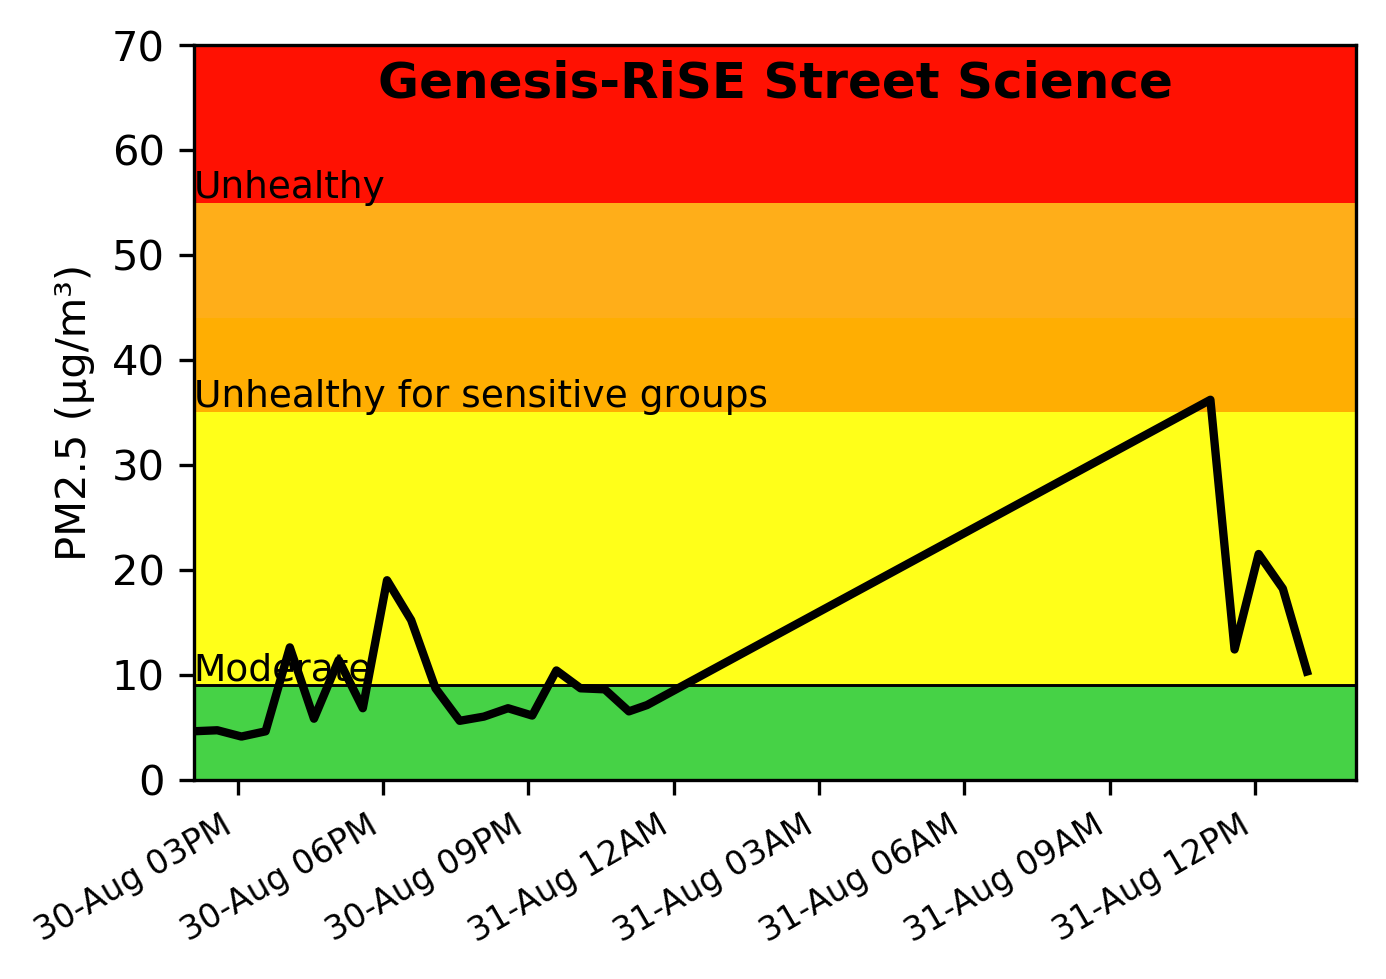 Genesis-RiSE Street Science
70
60
50
40
30
20
10
0
PM2.5 (µg/m³)
Unhealthy
Unhealthy for sensitive groups
Moderate
30-Aug 03PM
30-Aug 06PM
30-Aug 09PM
31-Aug 12AM
31-Aug 03AM
31-Aug 06AM
31-Aug 09AM
31-Aug 12PM